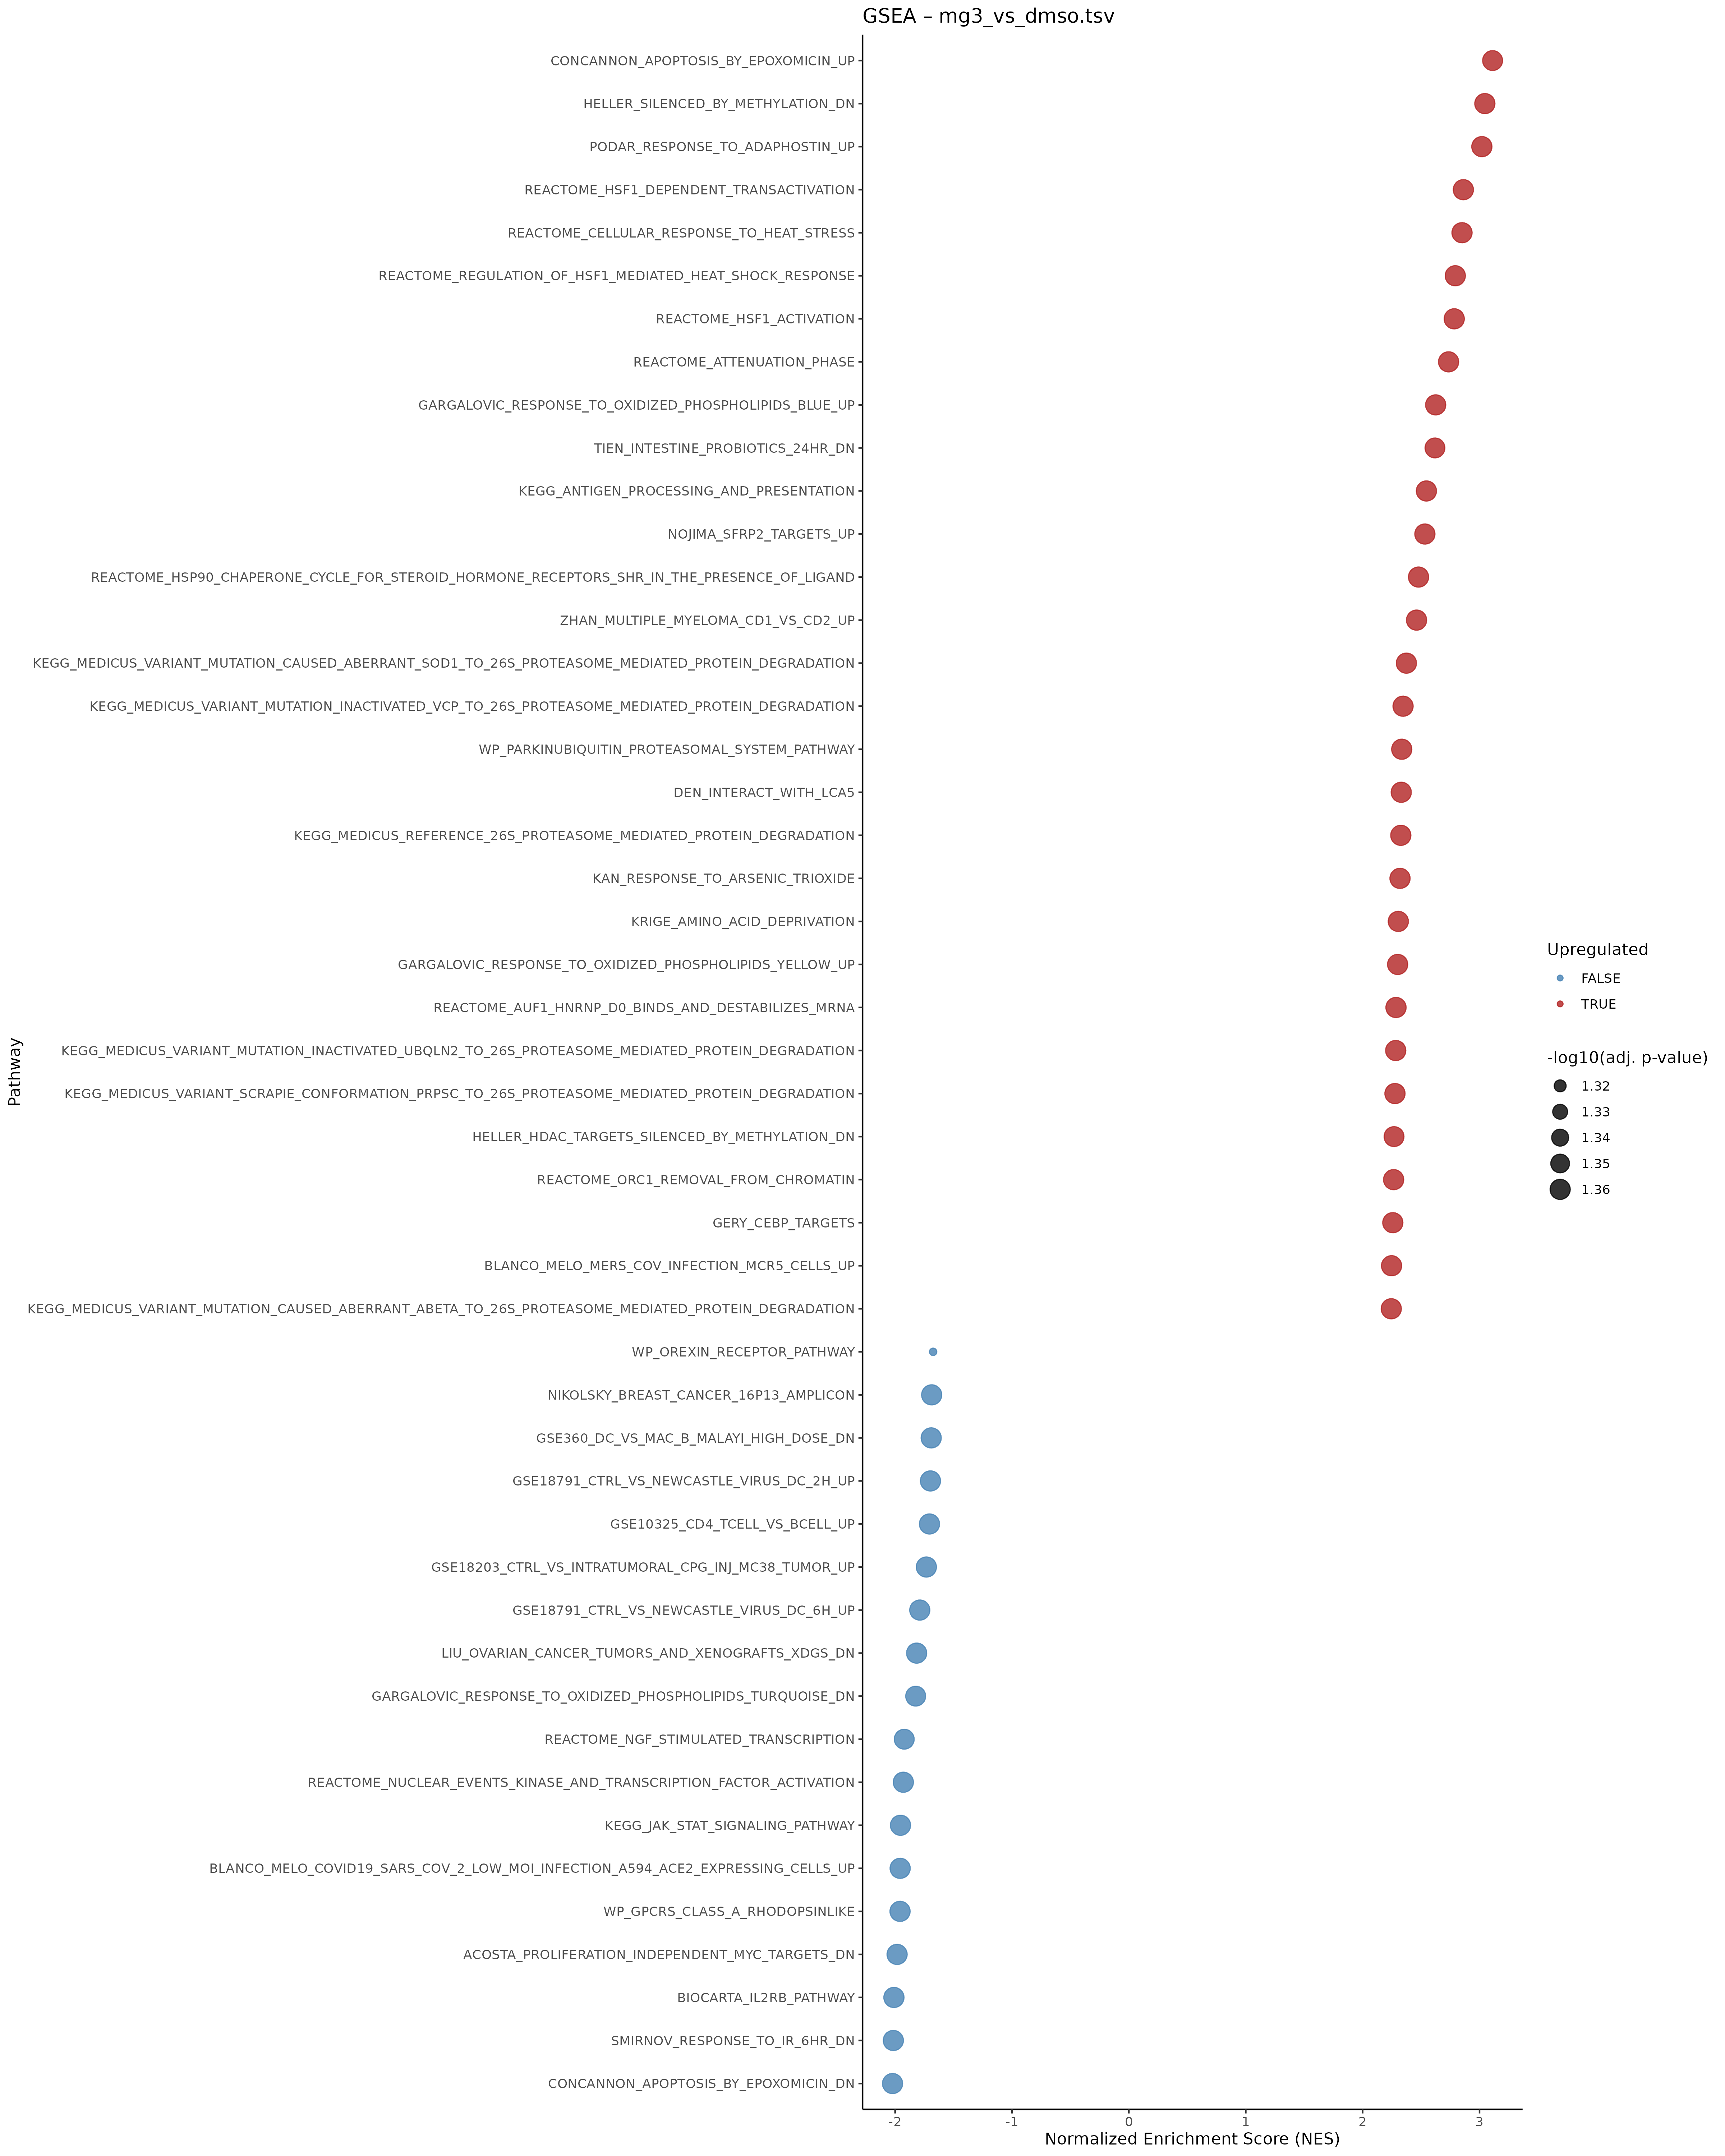 GSEA – mg3_vs_dmso.tsv
CONCANNON_APOPTOSIS_BY_EPOXOMICIN_UP
HELLER_SILENCED_BY_METHYLATION_DN
PODAR_RESPONSE_TO_ADAPHOSTIN_UP
REACTOME_HSF1_DEPENDENT_TRANSACTIVATION
REACTOME_CELLULAR_RESPONSE_TO_HEAT_STRESS
REACTOME_REGULATION_OF_HSF1_MEDIATED_HEAT_SHOCK_RESPONSE
REACTOME_HSF1_ACTIVATION
REACTOME_ATTENUATION_PHASE
GARGALOVIC_RESPONSE_TO_OXIDIZED_PHOSPHOLIPIDS_BLUE_UP
TIEN_INTESTINE_PROBIOTICS_24HR_DN
KEGG_ANTIGEN_PROCESSING_AND_PRESENTATION
NOJIMA_SFRP2_TARGETS_UP
REACTOME_HSP90_CHAPERONE_CYCLE_FOR_STEROID_HORMONE_RECEPTORS_SHR_IN_THE_PRESENCE_OF_LIGAND
ZHAN_MULTIPLE_MYELOMA_CD1_VS_CD2_UP
KEGG_MEDICUS_VARIANT_MUTATION_CAUSED_ABERRANT_SOD1_TO_26S_PROTEASOME_MEDIATED_PROTEIN_DEGRADATION
KEGG_MEDICUS_VARIANT_MUTATION_INACTIVATED_VCP_TO_26S_PROTEASOME_MEDIATED_PROTEIN_DEGRADATION
WP_PARKINUBIQUITIN_PROTEASOMAL_SYSTEM_PATHWAY
DEN_INTERACT_WITH_LCA5
KEGG_MEDICUS_REFERENCE_26S_PROTEASOME_MEDIATED_PROTEIN_DEGRADATION
KAN_RESPONSE_TO_ARSENIC_TRIOXIDE
KRIGE_AMINO_ACID_DEPRIVATION
GARGALOVIC_RESPONSE_TO_OXIDIZED_PHOSPHOLIPIDS_YELLOW_UP
REACTOME_AUF1_HNRNP_D0_BINDS_AND_DESTABILIZES_MRNA
KEGG_MEDICUS_VARIANT_MUTATION_INACTIVATED_UBQLN2_TO_26S_PROTEASOME_MEDIATED_PROTEIN_DEGRADATION
KEGG_MEDICUS_VARIANT_SCRAPIE_CONFORMATION_PRPSC_TO_26S_PROTEASOME_MEDIATED_PROTEIN_DEGRADATION
HELLER_HDAC_TARGETS_SILENCED_BY_METHYLATION_DN
REACTOME_ORC1_REMOVAL_FROM_CHROMATIN
GERY_CEBP_TARGETS
BLANCO_MELO_MERS_COV_INFECTION_MCR5_CELLS_UP
KEGG_MEDICUS_VARIANT_MUTATION_CAUSED_ABERRANT_ABETA_TO_26S_PROTEASOME_MEDIATED_PROTEIN_DEGRADATION
WP_OREXIN_RECEPTOR_PATHWAY
NIKOLSKY_BREAST_CANCER_16P13_AMPLICON
GSE360_DC_VS_MAC_B_MALAYI_HIGH_DOSE_DN
GSE18791_CTRL_VS_NEWCASTLE_VIRUS_DC_2H_UP
GSE10325_CD4_TCELL_VS_BCELL_UP
GSE18203_CTRL_VS_INTRATUMORAL_CPG_INJ_MC38_TUMOR_UP
GSE18791_CTRL_VS_NEWCASTLE_VIRUS_DC_6H_UP
LIU_OVARIAN_CANCER_TUMORS_AND_XENOGRAFTS_XDGS_DN
GARGALOVIC_RESPONSE_TO_OXIDIZED_PHOSPHOLIPIDS_TURQUOISE_DN
REACTOME_NGF_STIMULATED_TRANSCRIPTION
REACTOME_NUCLEAR_EVENTS_KINASE_AND_TRANSCRIPTION_FACTOR_ACTIVATION
KEGG_JAK_STAT_SIGNALING_PATHWAY
BLANCO_MELO_COVID19_SARS_COV_2_LOW_MOI_INFECTION_A594_ACE2_EXPRESSING_CELLS_UP
WP_GPCRS_CLASS_A_RHODOPSINLIKE
ACOSTA_PROLIFERATION_INDEPENDENT_MYC_TARGETS_DN
BIOCARTA_IL2RB_PATHWAY
SMIRNOV_RESPONSE_TO_IR_6HR_DN
CONCANNON_APOPTOSIS_BY_EPOXOMICIN_DN
Pathway
-2 -1 0 1 2 3
Normalized Enrichment Score (NES)
Upregulated
FALSE
TRUE
-log10(adj. p-value)
1.32
1.33
1.34
1.35
1.36